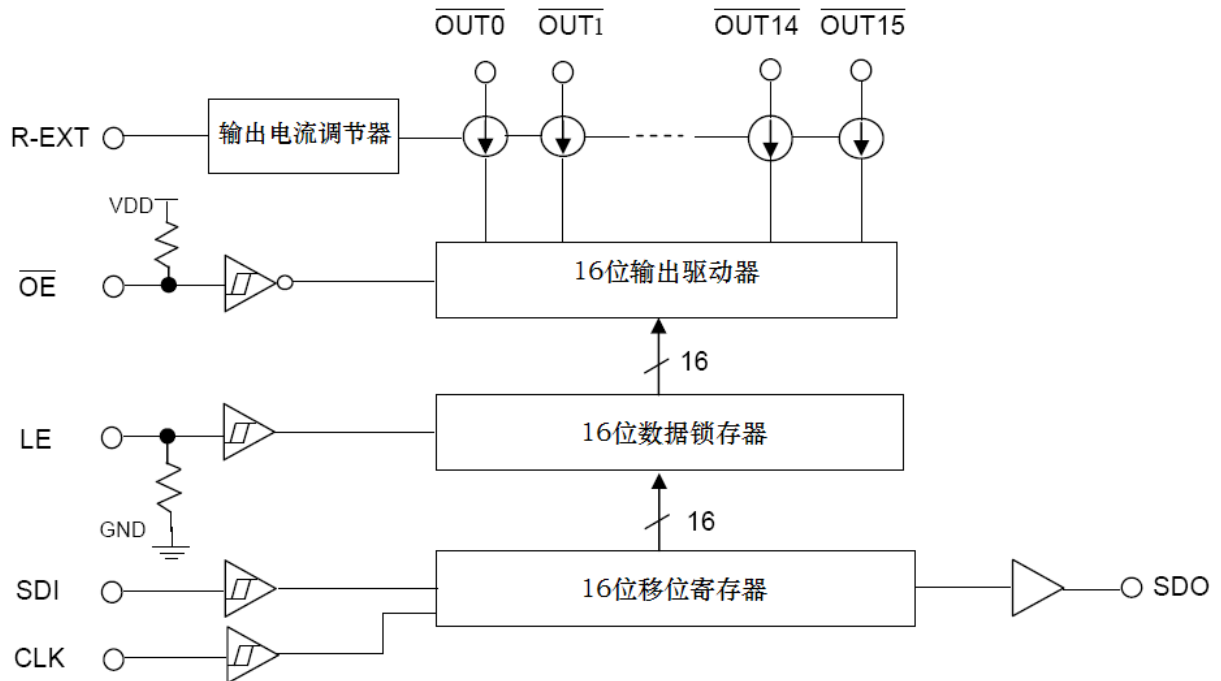 OUT0 OUT1 OUT14 OUT15
R-EXT 输出电流调节器
VDD
OE 16位输出驱动器
16
LE 16位数据锁存器
16
GND
SDI 16位移位寄存器 SDO
CLK